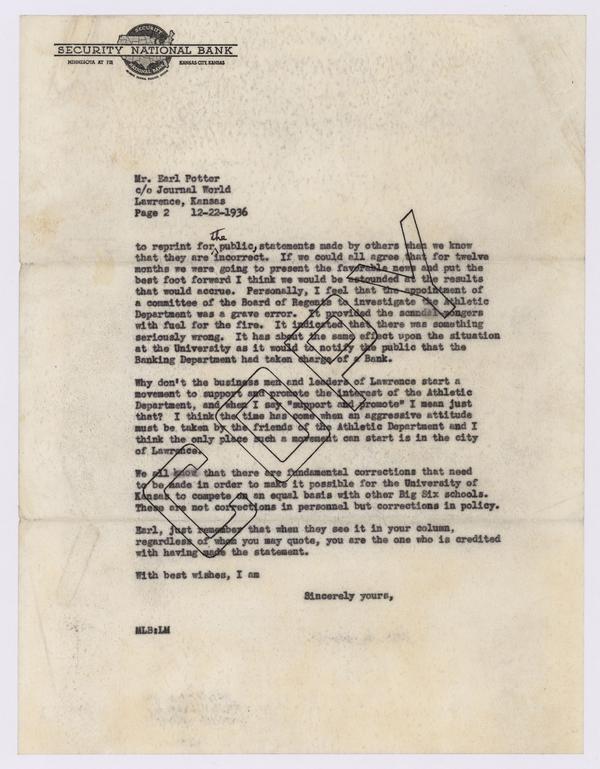 SECURITY
SECURITY NATIONAL BANK
MINNESOTA AT 7TH KANSAS CITY, KANSAS
NATIONAL BANK
Mr. Earl Potter
c/o Journal World
Lawrence, Kansas
Page 2 12-22-1936
the
to reprint for public, statements made by others when we know
that they are incorrect. If we could all agree that for twelve
months we were going to present the favorable news and put the
best foot forward I think we would be astounded at the results
that would accrue. Personally, I feel that the appointment of
a committee of the Board of Regents to investigate the Athletic
Department was a grave error. It provided the scandal mongers
with fuel for the fire. It indicated that there was something
seriously wrong. It has about the same effect upon the situation
at the University as it would to notify the public that the
Banking Department had taken charge of a Bank.
Why don't the business men and leaders of Lawrence start a
movement to support and promote the interest of the Athletic
Department, and when I say "support and promote" I mean just
that? I think the time has come when an aggressive attitude
must be taken by the friends of the Athletic Department and I
think the only place such a movement can start is in the city
of Lawrence.
We all know that there are fundamental corrections that need
to be made in order to make it possible for the University of
Kansas to compete on an equal basis with other Big Six schools.
These are not corrections in personnel but corrections in policy.
Earl, just remember that when they see it in your column,
regardless of whom you may quote, you are the one who is credited
with having made the statement.
With best wishes, I am
Sincerely yours,
MLB:LM
COPY